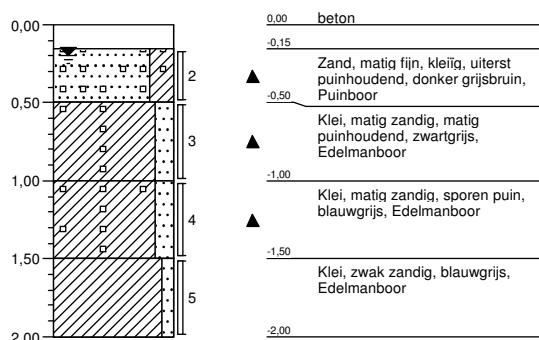 0,00
0,50
1,00
1,50
2,00
2
3
4
5
0,00
beton
-0,15
Zand, matig fijn, kleiïg, uiterst
puinhoudend, donker grijsbruin,
Puinboor
-0,50
Klei, matig zandig, matig
puinhoudend, zwartgrijs,
Edelmanboor
-1,00
Klei, matig zandig, sporen puin,
blauwgrijs, Edelmanboor
-1,50
Klei, zwak zandig, blauwgrijs,
Edelmanboor
-2,00